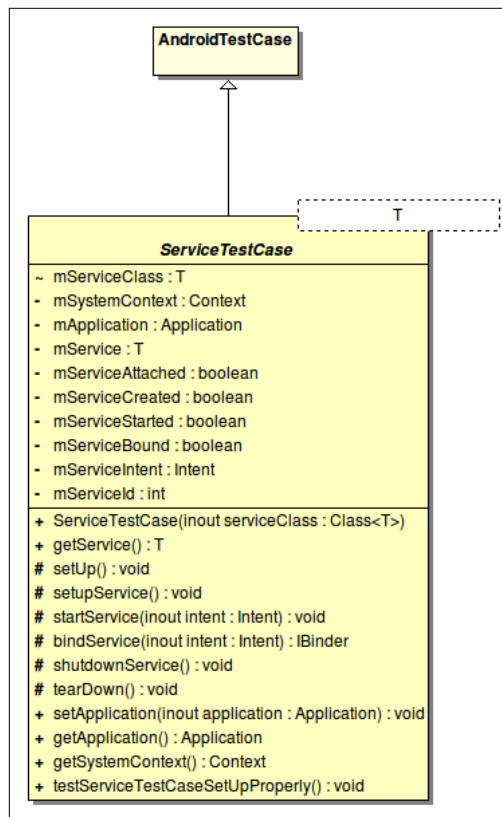 AndroidTestCase
T
ServiceTestCase
~ mServiceClass : T
- mSystemContext : Context
- mApplication : Application
- mService : T
- mServiceAttached : boolean
- mServiceCreated : boolean
- mServiceStarted : boolean
- mServiceBound : boolean
- mServiceIntent : Intent
- mServiceId : int
+ ServiceTestCase(inout serviceClass : Class<T>)
+ getService() : T
# setUp() : void
# setupService() : void
# startService(inout intent : Intent) : void
# bindService(inout intent : Intent) : IBinder
# shutdownService() : void
# tearDown() : void
+ setApplication(inout application : Application) : void
+ getApplication() : Application
+ getSystemContext() : Context
+ testServiceTestCaseSetUpProperly() : void